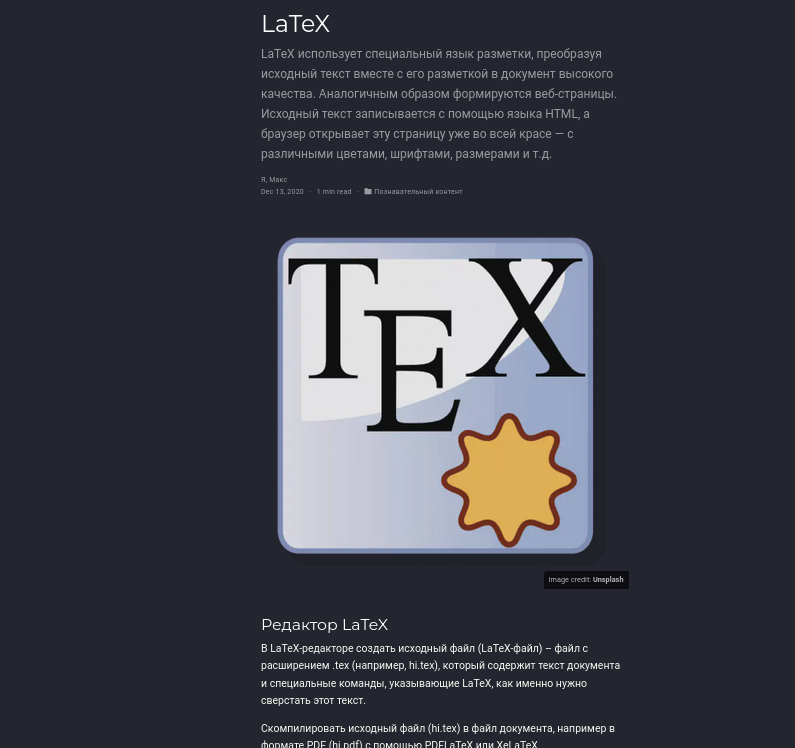 LaTeX
LaTeX использует специальный язык разметки, преобразуя
исходный текст вместе с его разметкой в документ высокого
качества. Аналогичным образом формируются веб-страницы.
Исходный текст записывается с помощью языка HTML, а
браузер открывает эту страницу уже во всей красе — с
различными цветами, шрифтами, размерами и т.д.
Я, Макс
Dec 13, 2020 · 1 min read · Познавательный контент
TEX
Image credit: Unsplash
Редактор LaTeX
В LaTeX-редакторе создать исходный файл (LaTeX-файл) – файл с
расширением .tex (например, hi.tex), который содержит текст документа
и специальные команды, указывающие LaTeX, как именно нужно
сверстать этот текст.
Скомпилировать исходный файл (hi.tex) в файл документа, например в
формате PDF (hi.pdf) с помощью PDFLaTeX или XeLaTeX